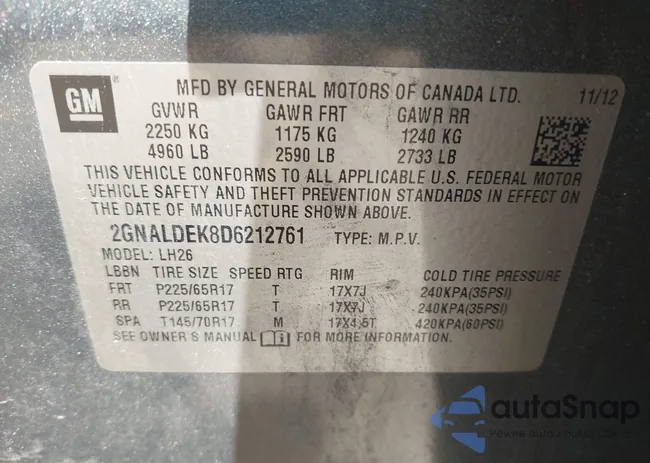 GM
MFD BY GENERAL MOTORS OF CANADA LTD. 11/12
GVWR GAWR FRT GAWR RR
2250 KG 1175 KG 1240 KG
4960 LB 2590 LB 2733 LB
THIS VEHICLE CONFORMS TO ALL APPLICABLE U.S. FEDERAL MOTOR
VEHICLE SAFETY AND THEFT PREVENTION STANDARDS IN EFFECT ON
THE DATE OF MANUFACTURE SHOWN ABOVE.
2GNALDEK8D6212761 TYPE: M.P.V.
MODEL: LH26
LBBN TIRE SIZE SPEED RTG RIM COLD TIRE PRESSURE
FRT P225/65R17 T 17X7J 240KPA(35PSI)
RR P225/65R17 T 17X7J 240KPA(35PSI)
SPA T145/70R17 M 17X4.5T 420KPA(60PSI)
SEE OWNER'S MANUAL FOR MORE INFORMATION.
autaSnap
Pewne auta z